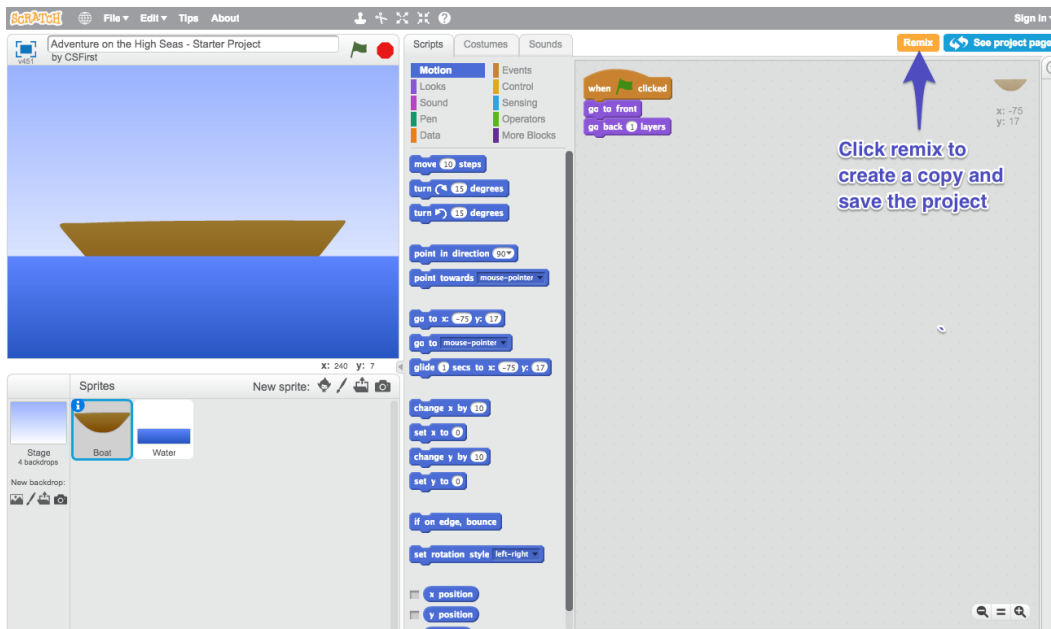 SCRATCH File▾ Edit▾ Tips About Sign in
v451 Adventure on the High Seas - Starter Project
by CSFirst
Scripts Costumes Sounds
Remix See project page
Motion Events
Looks Control
Sound Sensing
Pen Operators
Data More Blocks
move 10 steps
turn 15 degrees
turn 15 degrees
point in direction 90▾
point towards mouse-pointer
go to x: -75 y: 17
go to mouse-pointer
glide 1 secs to x: -75 y: 17
change x by 10
set x to 0
change y by 10
set y to 0
if on edge, bounce
set rotation style left-right
x position
y position
when clicked
go to front
go back 1 layers
x: -75
y: 17
Click remix to
create a copy and
save the project
x: 240 y: 7
Sprites New sprite:
Stage
4 backdrops
New backdrop:
Boat
Water